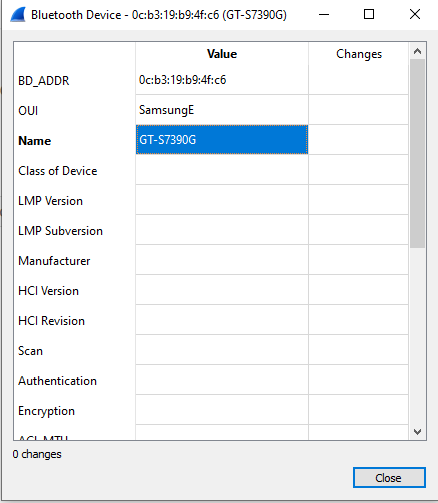 Bluetooth Device - 0c:b3:19:b9:4f:c6 (GT-S7390G)
Value Changes
BD_ADDR 0c:b3:19:b9:4f:c6
OUI SamsungE
Name GT-S7390G
Class of Device
LMP Version
LMP Subversion
Manufacturer
HCI Version
HCI Revision
Scan
Authentication
Encryption
ACL MTU
0 changes
Close